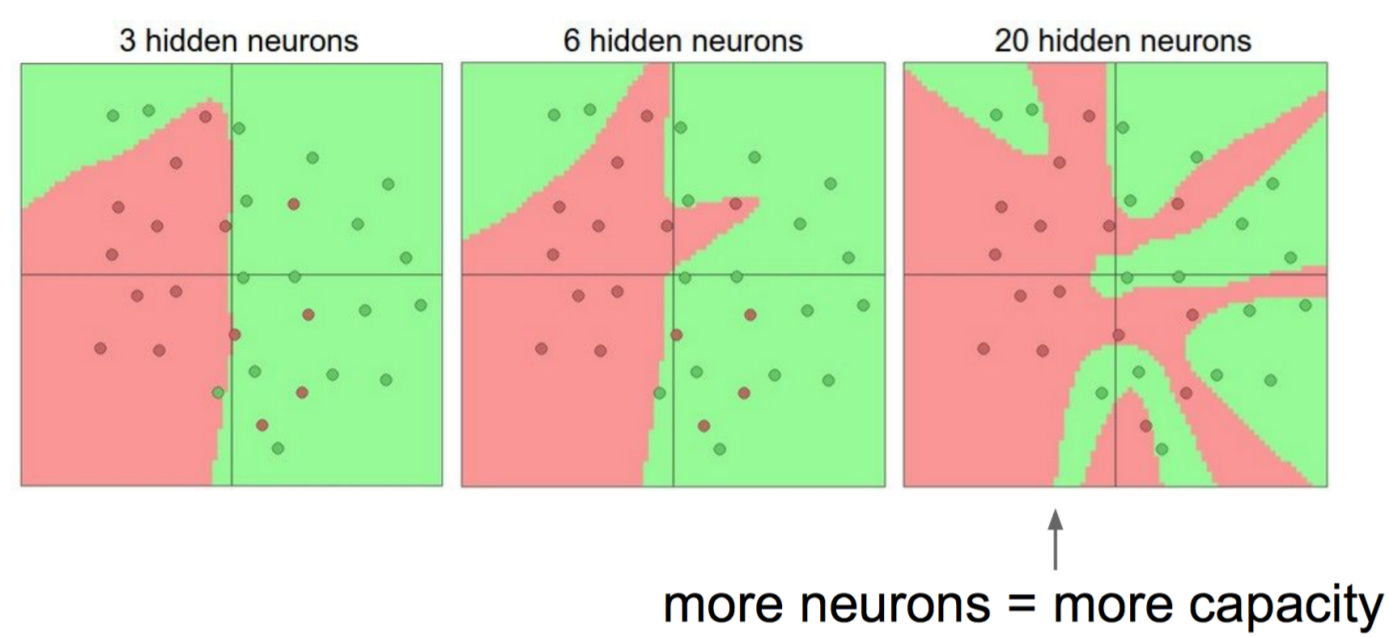 3 hidden neurons
6 hidden neurons
20 hidden neurons
more neurons = more capacity